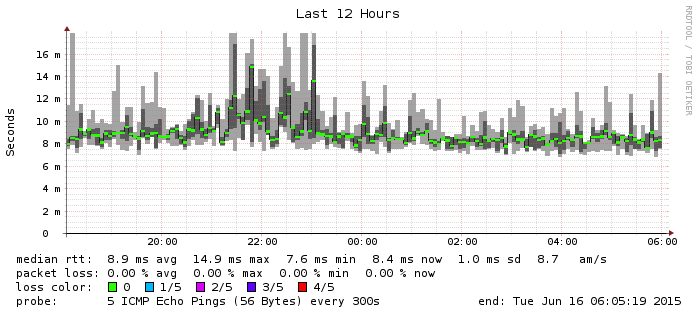 Last 12 Hours
RRDTOOL / TOBI OETIKER
Seconds
16 m
14 m
12 m
10 m
8 m
6 m
4 m
2 m
0
20:00 22:00 00:00 02:00 04:00 06:00
median rtt: 8.9 ms avg 14.9 ms max 7.6 ms min 8.4 ms now 1.0 ms sd 8.7 am/s
packet loss: 0.00 % avg 0.00 % max 0.00 % min 0.00 % now
loss color: 0 1/5 2/5 3/5 4/5
probe: 5 ICMP Echo Pings (56 Bytes) every 300s end: Tue Jun 16 06:05:19 2015